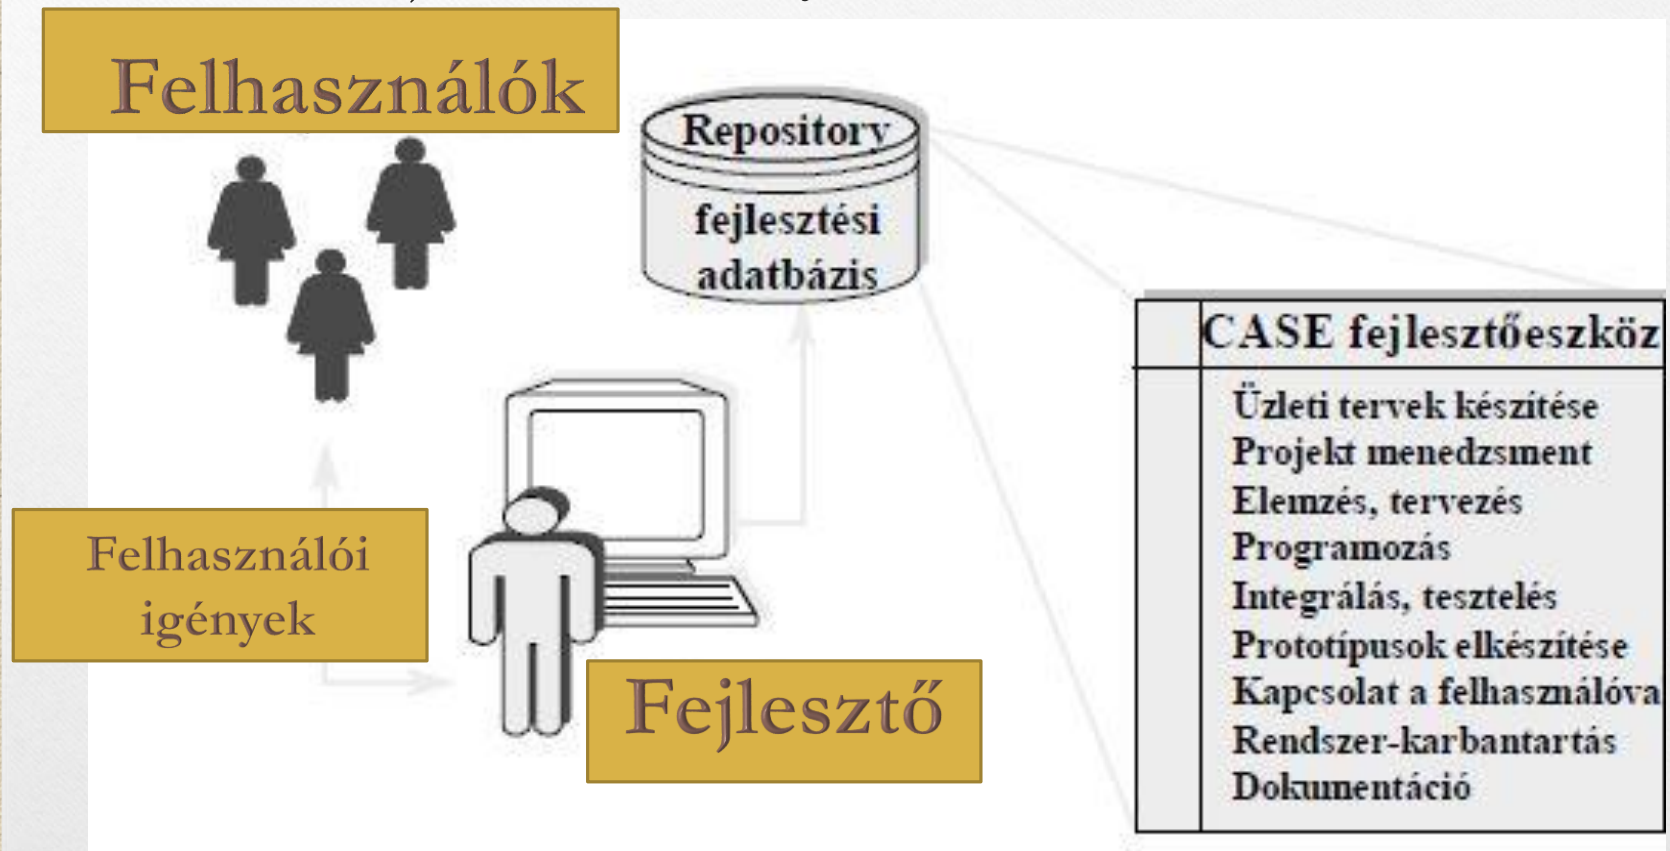 Felhasználók
Repository
fejlesztési
adatbázis
CASE fejlesztőeszköz
Üzleti tervek készítése
Projekt menedzsment
Elemzés, tervezés
Programozás
Integrálás, tesztelés
Prototípusok elkészítése
Kapcsolat a felhasználóva
Rendszer-karbantartás
Dokumentáció
Felhasználói
igények
Fejlesztő